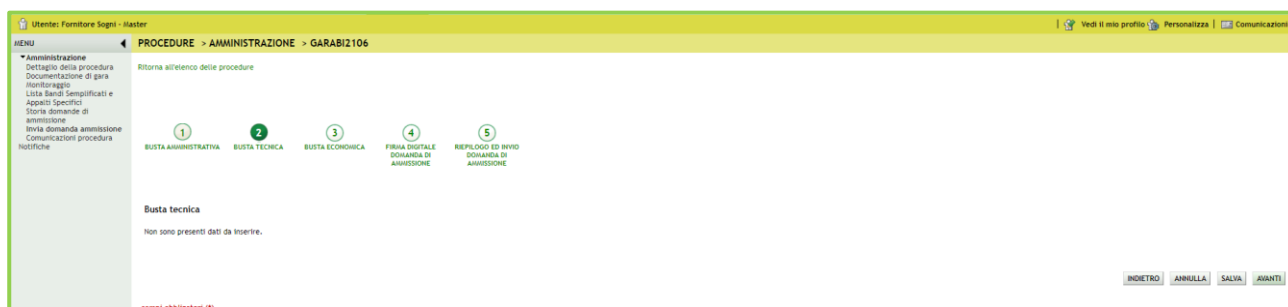 Utente: Fornitore Sogni - Master
| Vedi il mio profilo Personalizza | Comunicazioni
MENU
PROCEDURE > AMMINISTRAZIONE > GARABI2106
Amministrazione
Dettaglio della procedura
Documentazione di gara
Monitoraggio
Lista Bandi Semplificati e
Appalti Specifici
Storia domande di
ammissione
Invia domanda ammissione
Comunicazioni procedura
Notifiche
Ritorna all'elenco delle procedure
1 2 3 4 5
BUSTA AMMINISTRATIVA BUSTA TECNICA BUSTA ECONOMICA FIRMA DIGITALE RIEPILOGO ED INVIO
DOMANDA DI DOMANDA DI
AMMISSIONE AMMISSIONE
Busta tecnica
Non sono presenti dati da inserire.
INDIETRO ANNULLA SALVA AVANTI
campi obbligatori (*)